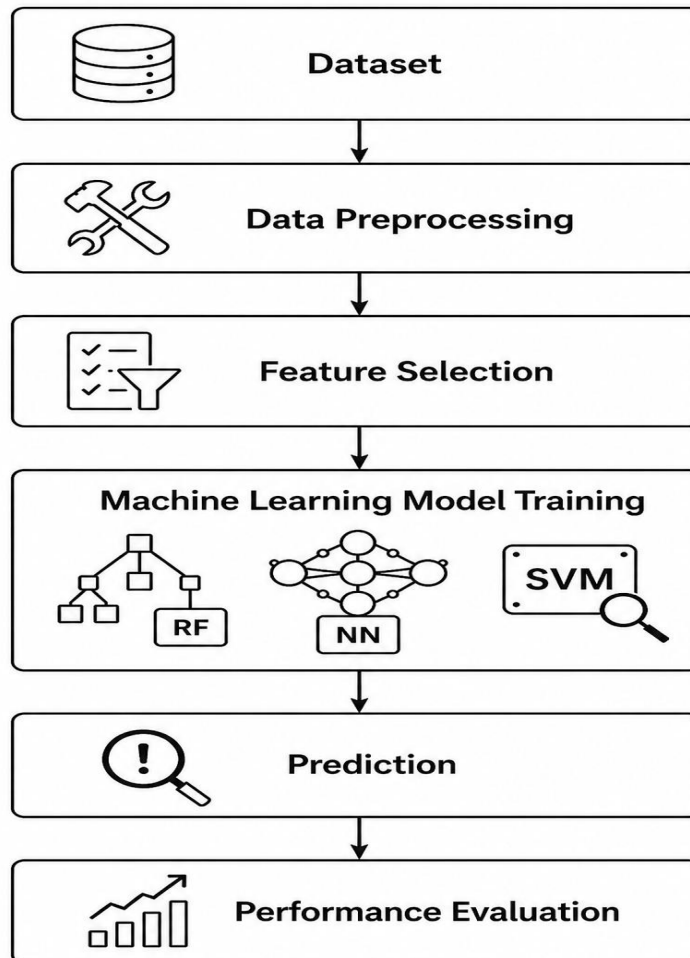 Dataset
Data Preprocessing
Feature Selection
Machine Learning Model Training
RF
NN
SVM
Prediction
Performance Evaluation